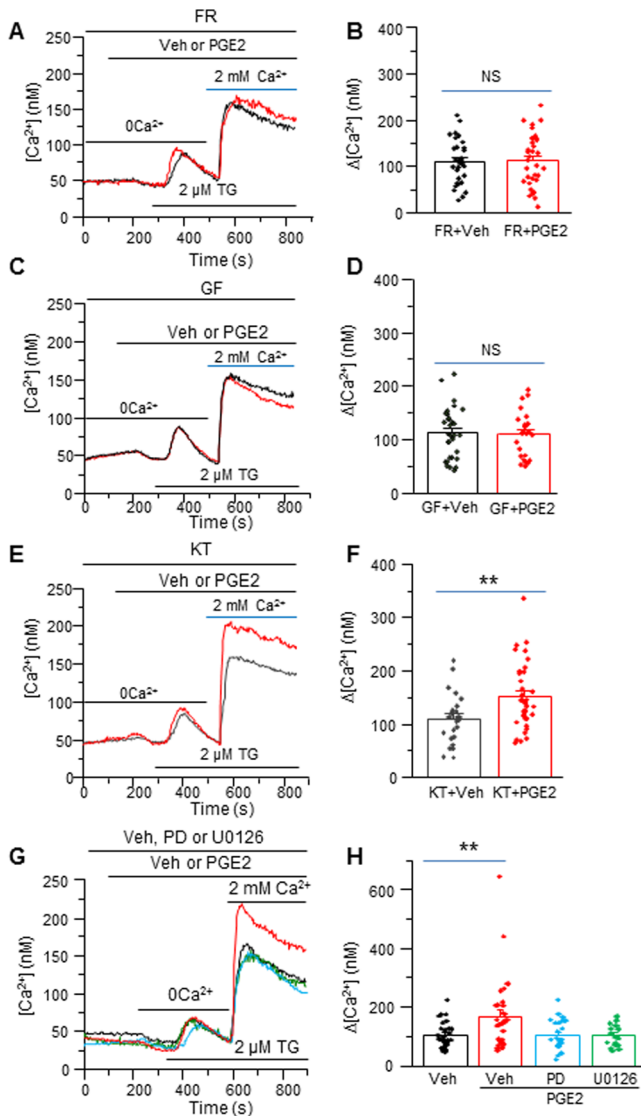 A
FR
Veh or PGE2
2 mM Ca²⁺
0Ca²⁺
2 µM TG
[Ca²⁺] (nM)
250
200
150
100
50
0
0 200 400 600 800
Time (s)
B
NS
Δ[Ca²⁺] (nM)
400
300
200
100
0
FR+Veh FR+PGE2
C
GF
Veh or PGE2
2 mM Ca²⁺
0Ca²⁺
2 µM TG
[Ca²⁺] (nM)
250
200
150
100
50
0
0 200 400 600 800
Time (s)
D
NS
Δ[Ca²⁺] (nM)
400
300
200
100
0
GF+Veh GF+PGE2
E
KT
Veh or PGE2
2 mM Ca²⁺
0Ca²⁺
2 µM TG
[Ca²⁺] (nM)
250
200
150
100
50
0
0 200 400 600 800
Time (s)
F
**
Δ[Ca²⁺] (nM)
400
300
200
100
0
KT+Veh KT+PGE2
G
Veh, PD or U0126
Veh or PGE2
2 mM Ca²⁺
0Ca²⁺
2 µM TG
[Ca²⁺] (nM)
250
200
150
100
50
0
0 200 400 600 800
Time (s)
H
**
Δ[Ca²⁺] (nM)
600
400
200
0
Veh Veh PD U0126
PGE2